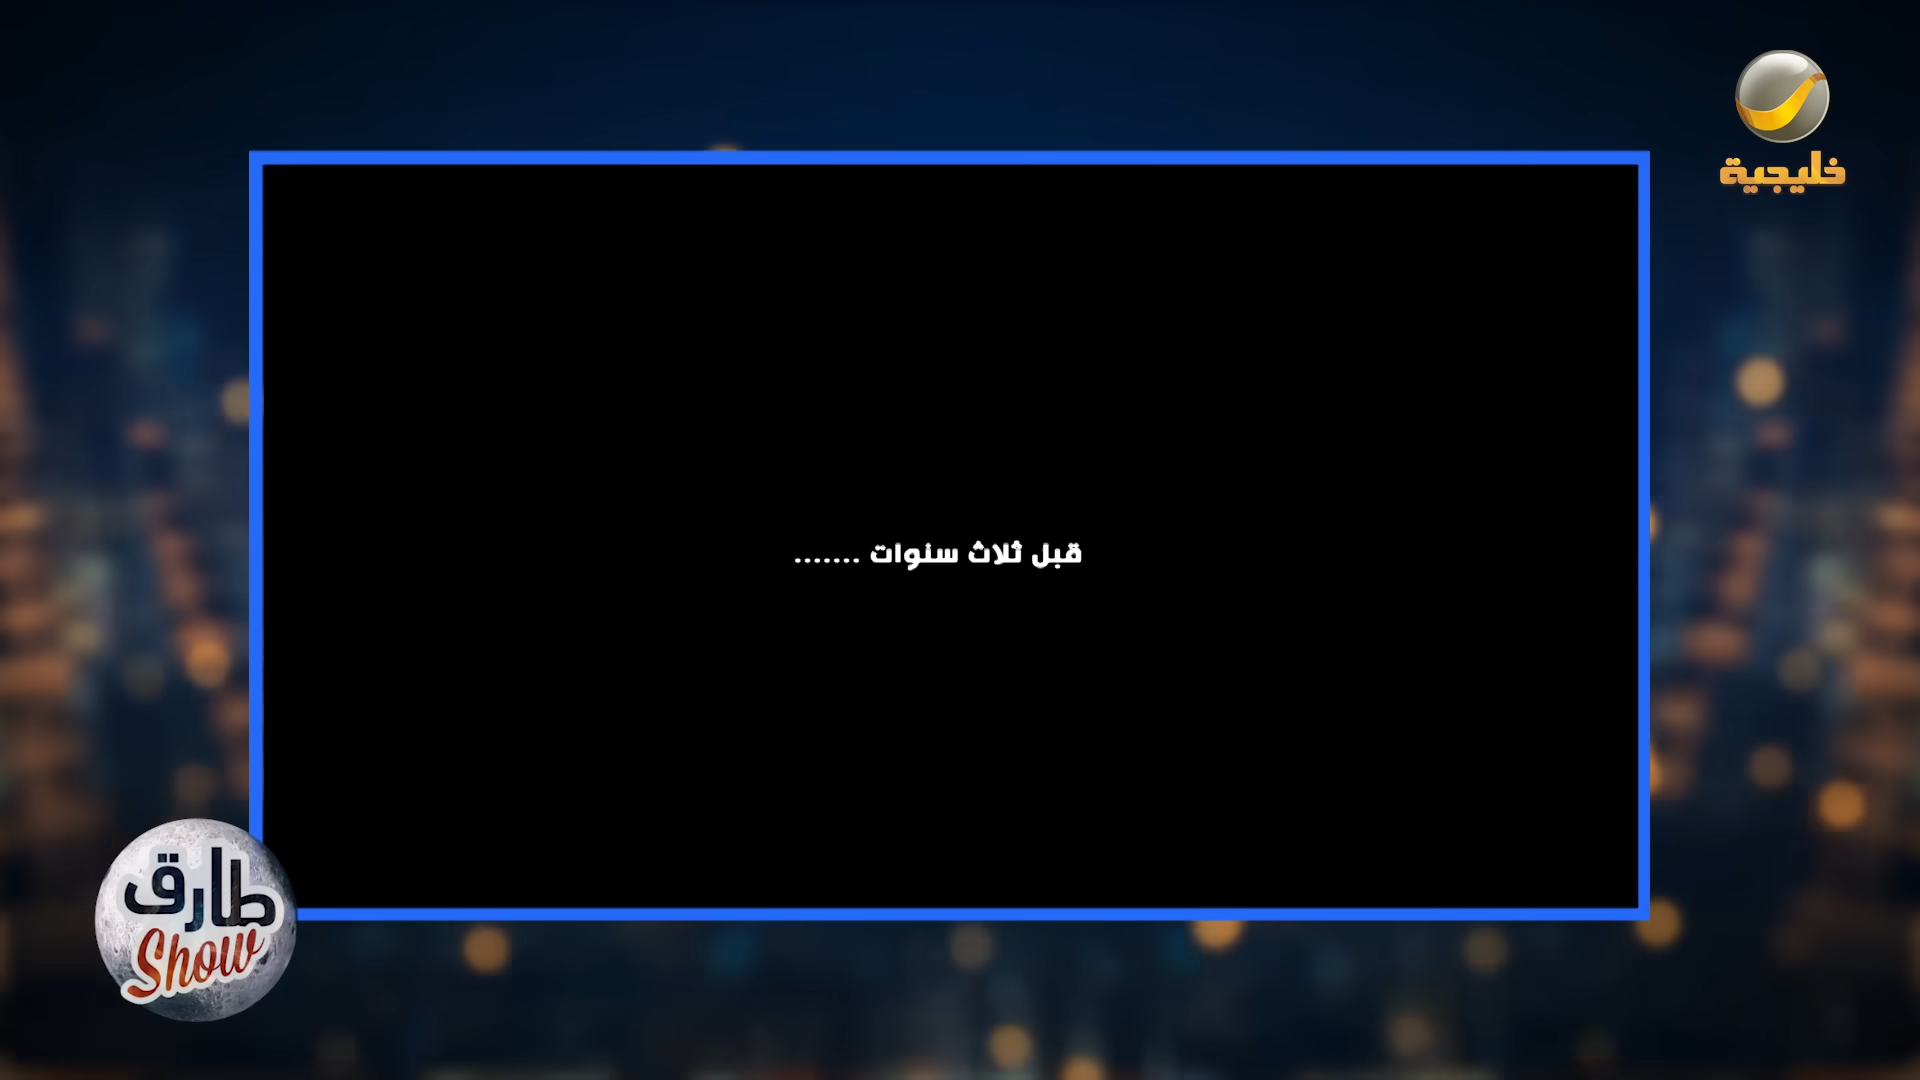 خليجية
قبل ثلاث سنوات .......
طارق
Show